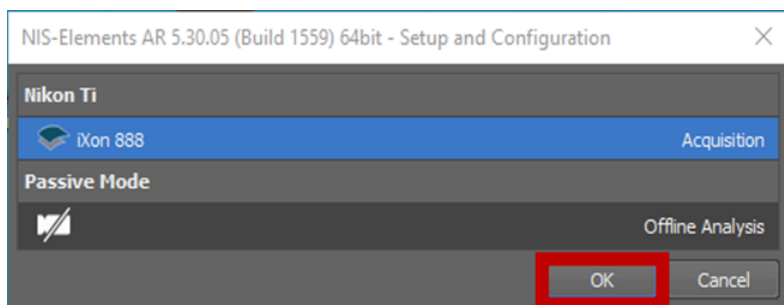 NIS-Elements AR 5.30.05 (Build 1559) 64bit - Setup and Configuration
Nikon Ti
iXon 888 Acquisition
Passive Mode
Offline Analysis
OK Cancel